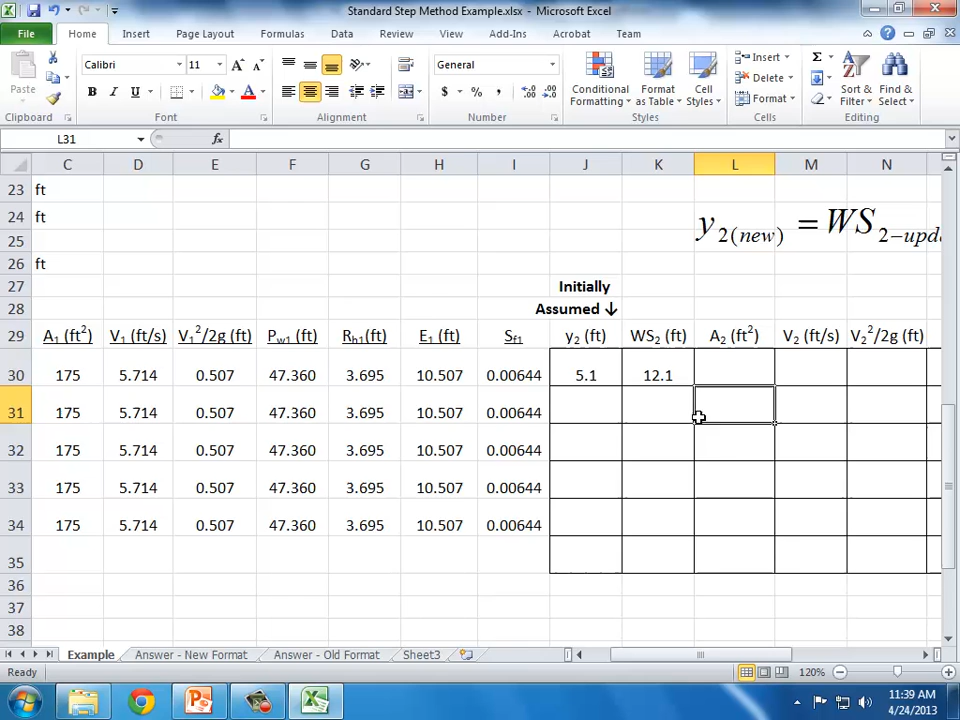 Standard Step Method Example.xlsx - Microsoft Excel
File Home Insert Page Layout Formulas Data Review View Add-Ins Acrobat Team
Calibri 11 General Insert Σ
Paste B I U $ % , Conditional Formatting Format as Table Cell Styles Delete Format Sort & Filter Find & Select
Clipboard Font Alignment Number Styles Cells Editing
L31 fx
C D E F G H I J K L M N
23 ft
24 ft y₂(new) = WS
25
26 ft
27 Initially
28 Assumed ↓
29 A₁ (ft²) V₁ (ft/s) V₁²/2g (ft) Pw1 (ft) Rh1(ft) E₁ (ft) Sf1 y₂ (ft) WS₂ (ft) A₂ (ft²) V₂ (ft/s) V₂²/2g (ft)
30 175 5.714 0.507 47.360 3.695 10.507 0.00644 5.1 12.1
31 175 5.714 0.507 47.360 3.695 10.507 0.00644
32 175 5.714 0.507 47.360 3.695 10.507 0.00644
33 175 5.714 0.507 47.360 3.695 10.507 0.00644
34 175 5.714 0.507 47.360 3.695 10.507 0.00644
35
36
37
38
Example Answer - New Format Answer - Old Format Sheet3
Ready 120%
11:39 AM
4/24/2013